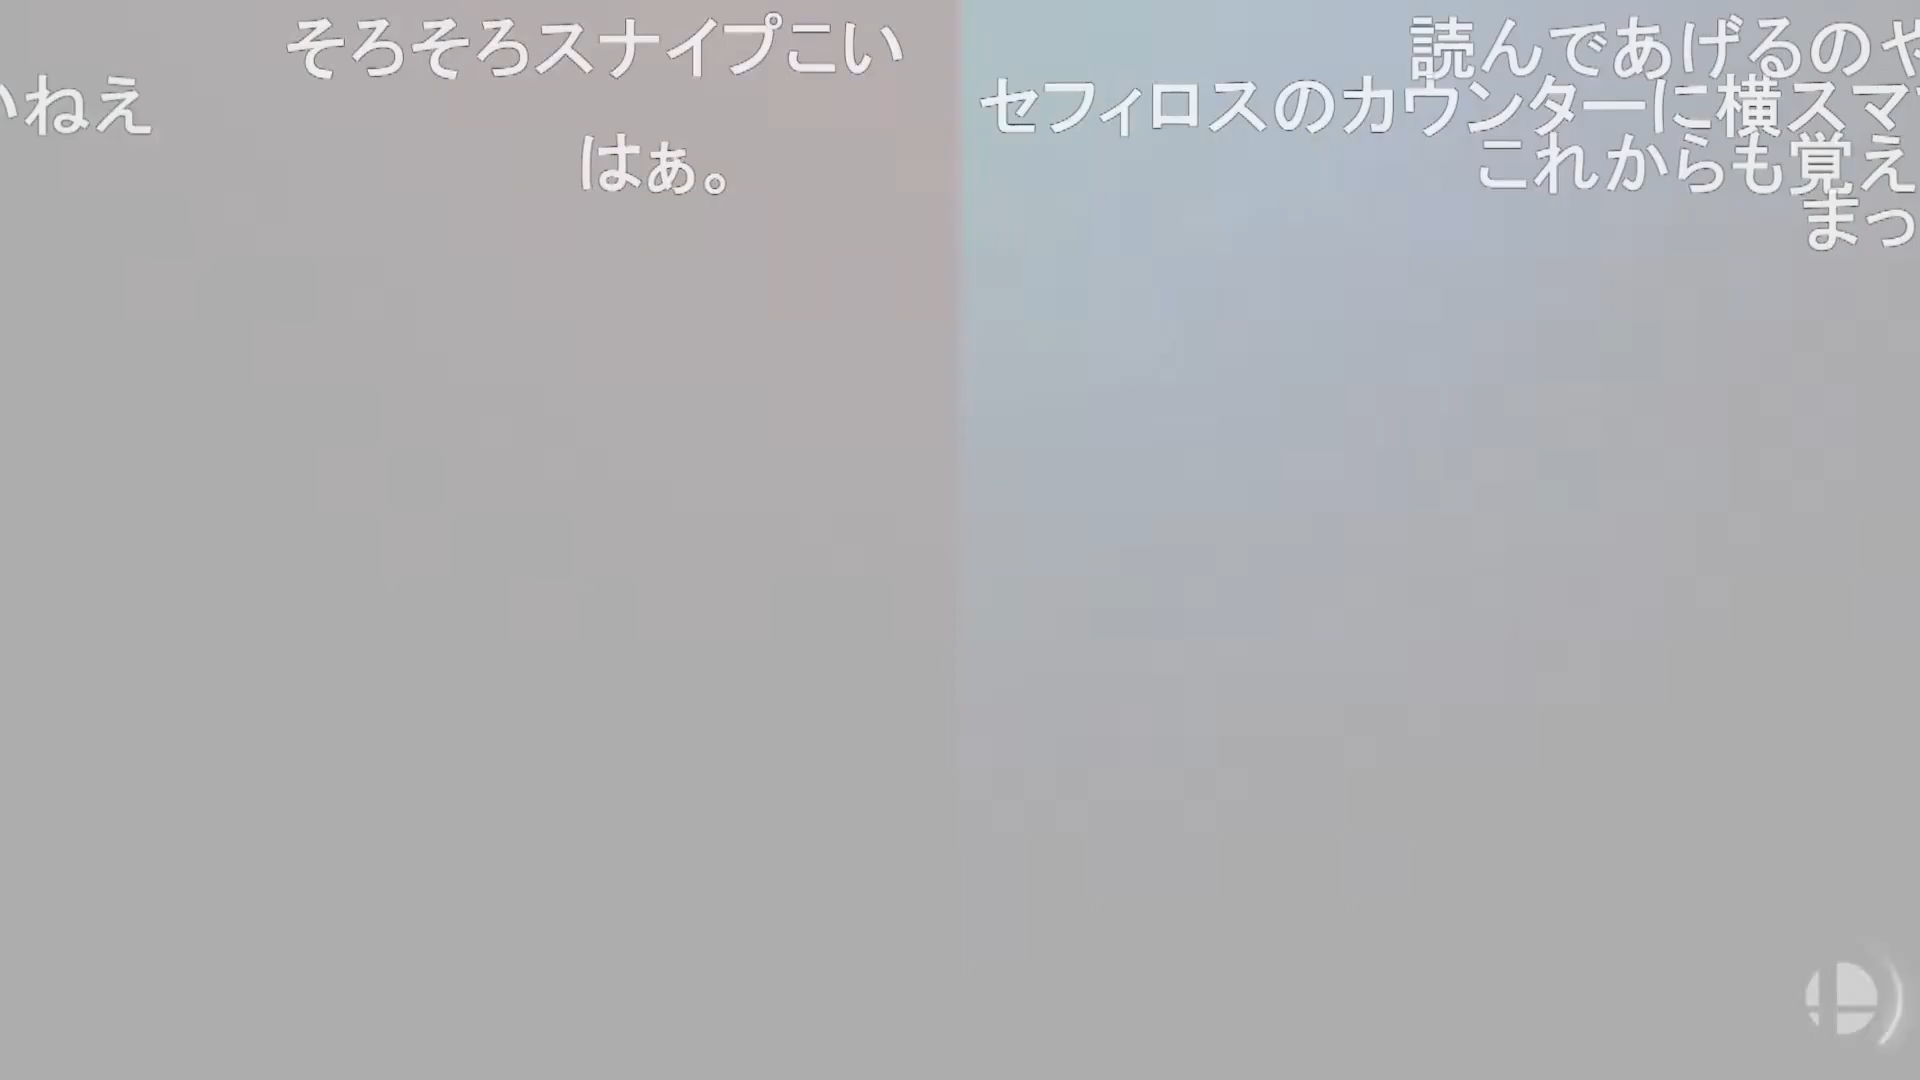 そろそろスナイプこい
読んであげるのや
いねえ
セフィロスのカウンターに横スマ
はぁ。
これからも覚え
まっ